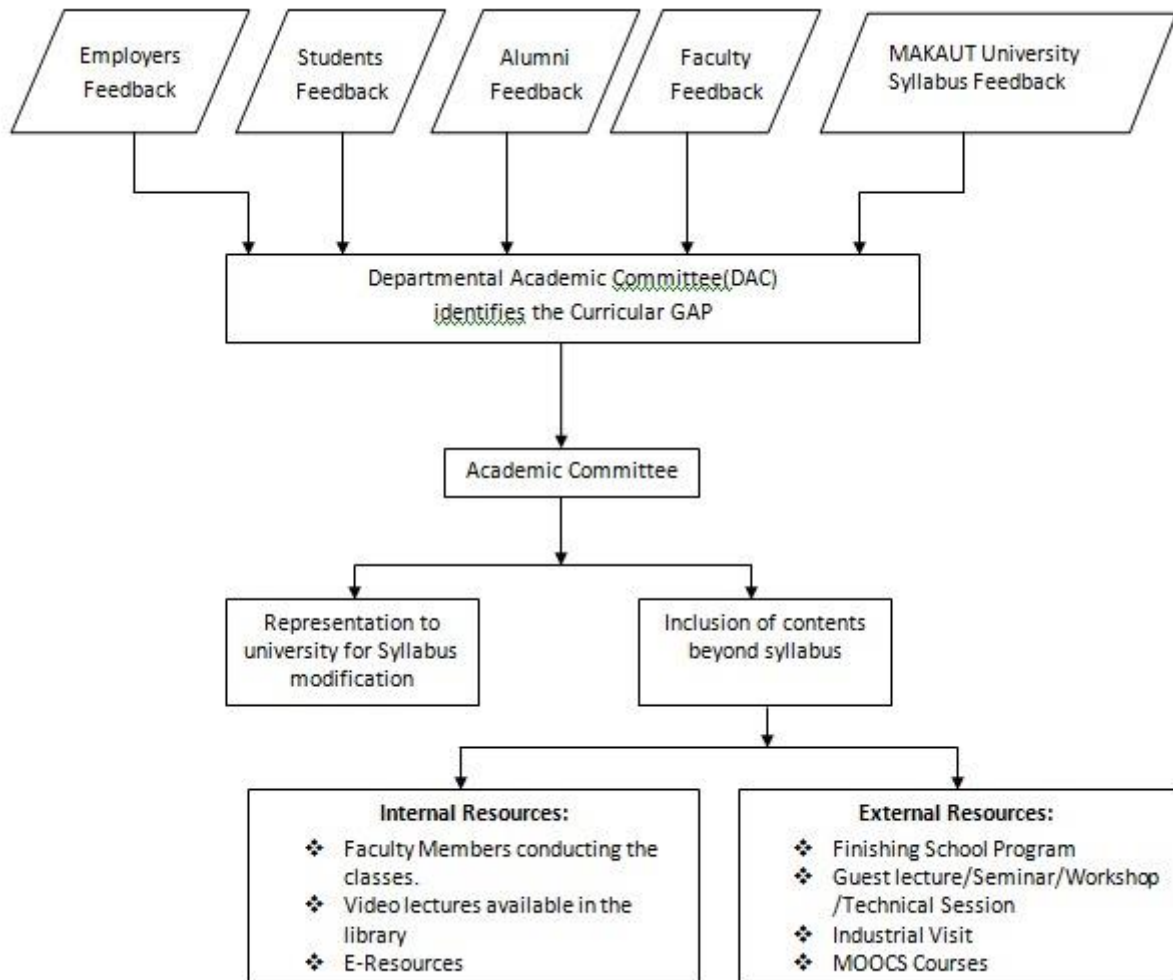 Employers
Feedback
Students
Feedback
Alumni
Feedback
Faculty
Feedback
MAKAUT University
Syllabus Feedback
Departmental Academic Committee(DAC)
identifies the Curricular GAP
Academic Committee
Representation to
university for Syllabus
modification
Inclusion of contents
beyond syllabus
Internal Resources:
❖ Faculty Members conducting the
classes.
❖ Video lectures available in the
library
❖ E-Resources
External Resources:
❖ Finishing School Program
❖ Guest lecture/Seminar/Workshop
/Technical Session
❖ Industrial Visit
❖ MOOCS Courses